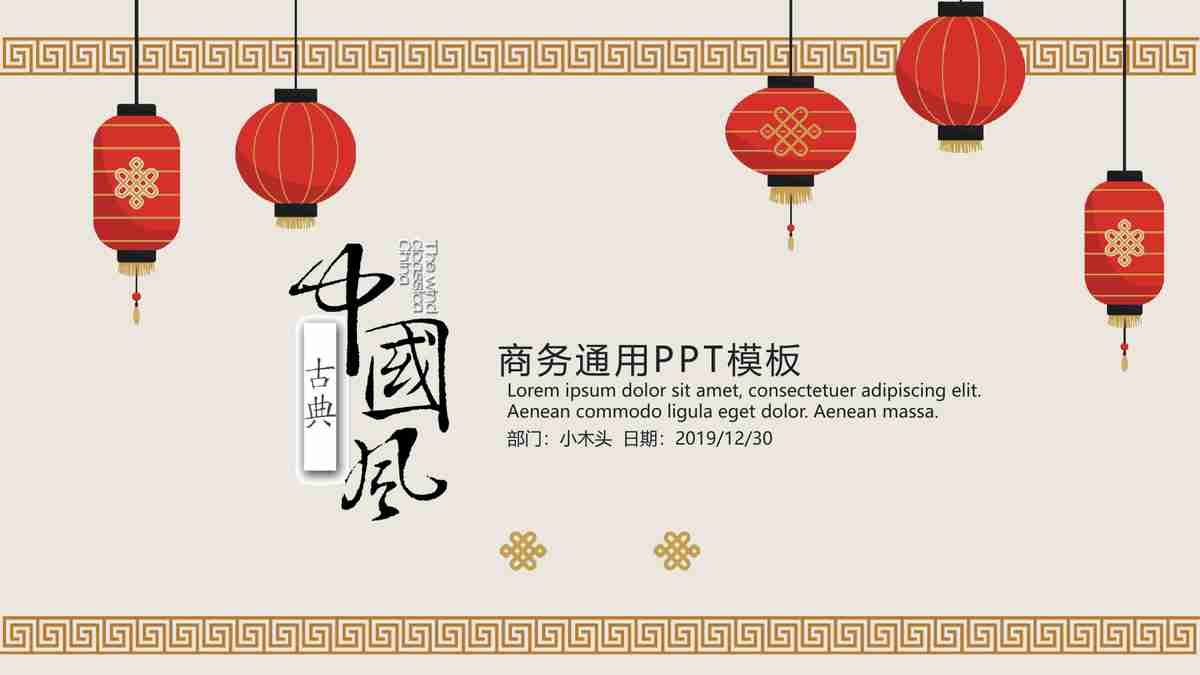 中國風
The wind
Cbassion
China
古典
商务通用PPT模板
Lorem ipsum dolor sit amet, consectetuer adipiscing elit.
Aenean commodo ligula eget dolor. Aenean massa.
部门：小木头 日期：2019/12/30